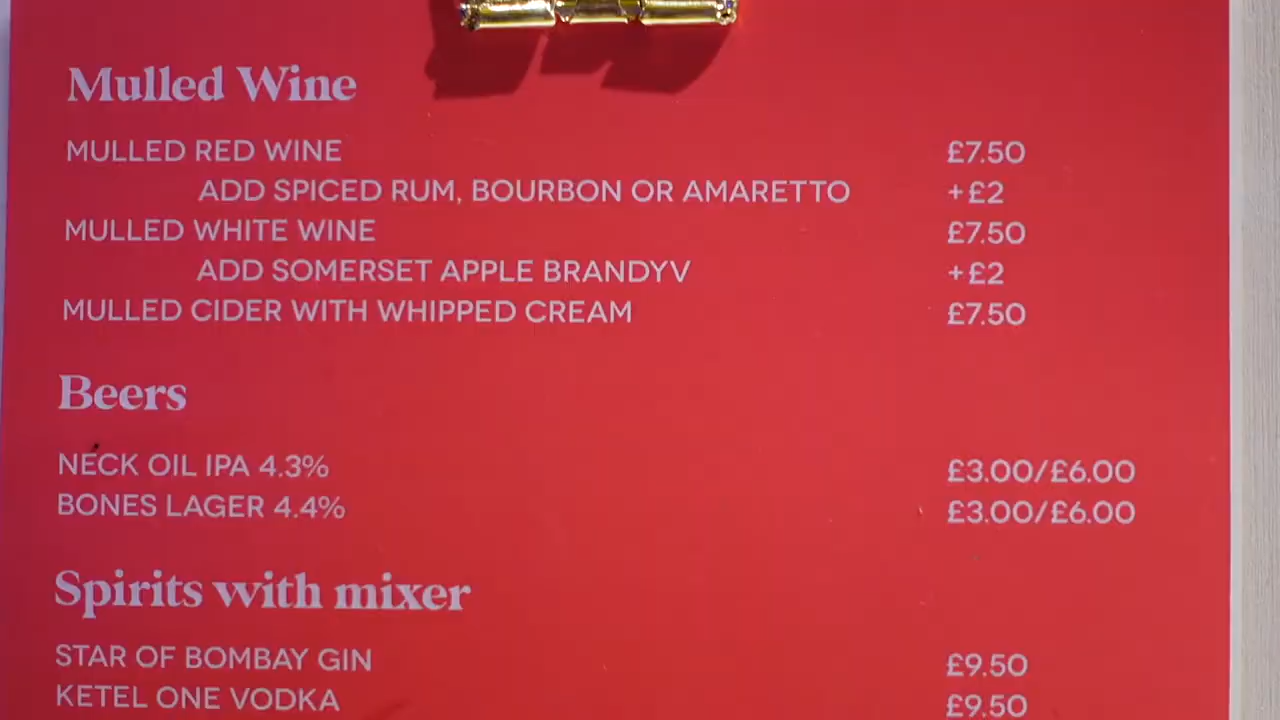 Mulled Wine
MULLED RED WINE £7.50
ADD SPICED RUM, BOURBON OR AMARETTO +£2
MULLED WHITE WINE £7.50
ADD SOMERSET APPLE BRANDYV +£2
MULLED CIDER WITH WHIPPED CREAM £7.50
Beers
NECK OIL IPA 4.3% £3.00/£6.00
BONES LAGER 4.4% £3.00/£6.00
Spirits with mixer
STAR OF BOMBAY GIN £9.50
KETEL ONE VODKA £9.50